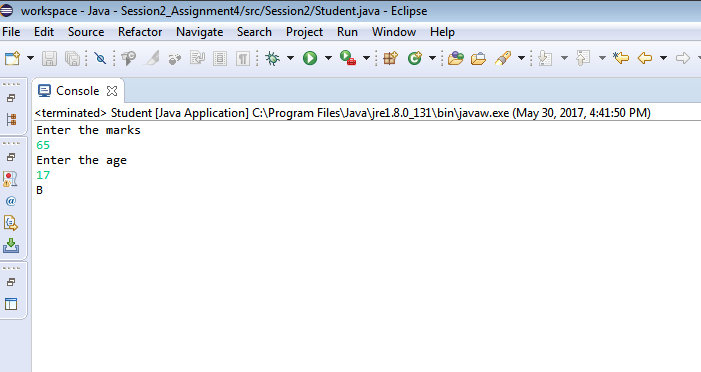 workspace - Java - Session2_Assignment4/src/Session2/Student.java - Eclipse
File Edit Source Refactor Navigate Search Project Run Window Help
Console
<terminated> Student [Java Application] C:\Program Files\Java\jre1.8.0_131\bin\javaw.exe (May 30, 2017, 4:41:50 PM)
Enter the marks
65
Enter the age
17
B